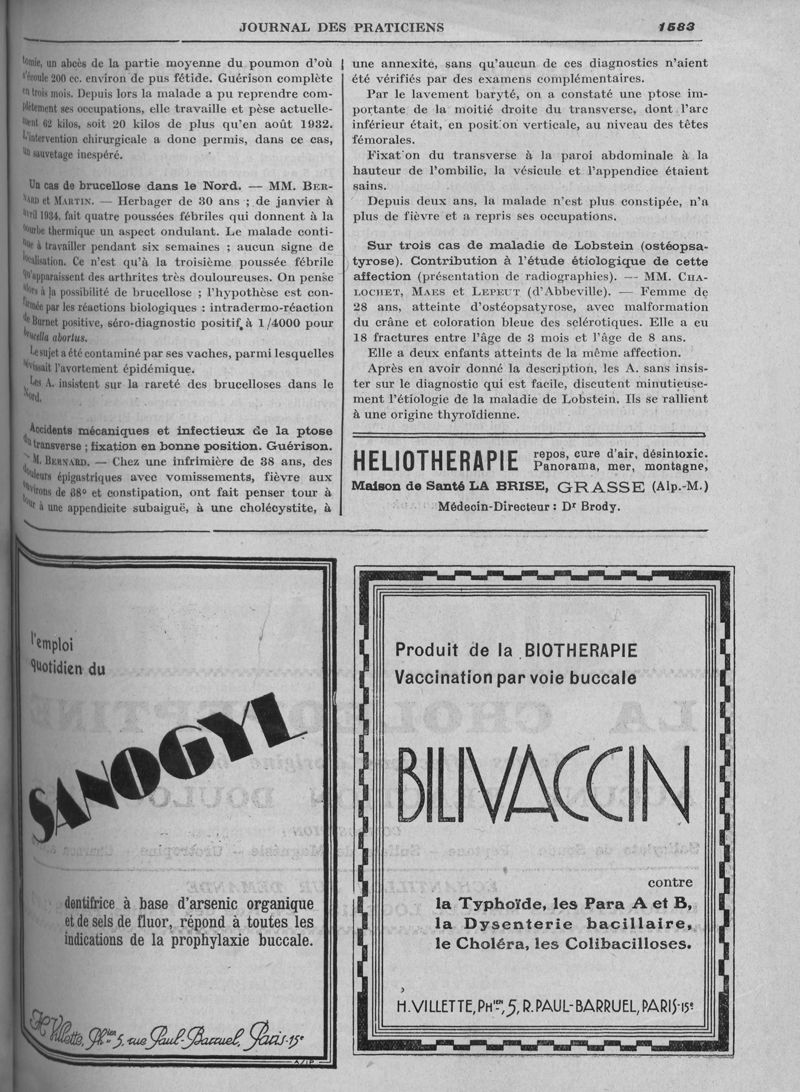 JOURNAL DES PRATICIENS 1583
tomie, un abcès de la partie moyenne du poumon d'où
s'écoule 200 cc. environ de pus fétide. Guérison complète
en trois mois. Depuis lors la malade a pu reprendre com-
plètement ses occupations, elle travaille et pèse actuelle-
ment 62 kilos, soit 20 kilos de plus qu'en août 1932.
L'intervention chirurgicale a donc permis, dans ce cas,
un sauvetage inespéré.
Un cas de brucellose dans le Nord. — MM. BER-
NARD et MARTIN. — Herbager de 30 ans ; de janvier à
avril 1934, fait quatre poussées fébriles qui donnent à la
courbe thermique un aspect ondulant. Le malade conti-
nue à travailler pendant six semaines ; aucun signe de
localisation. Ce n'est qu'à la troisième poussée fébrile
qu'apparaissent des arthrites très douloureuses. On pense
alors à la possibilité de brucellose ; l'hypothèse est con-
firmée par les réactions biologiques : intradermo-réaction
de Burnet positive, séro-diagnostic positif à 1/4000 pour
brucella abortus.
Le sujet a été contaminé par ses vaches, parmi lesquelles
sévissait l'avortement épidémique.
Les A. insistent sur la rareté des brucelloses dans le
Nord.
Accidents mécaniques et infectieux de la ptose
du transverse ; fixation en bonne position. Guérison.
— M. BERNARD. — Chez une infrimière de 38 ans, des
douleurs épigastriques avec vomissements, fièvre aux
environs de 38° et constipation, ont fait penser tour à
tour à une appendicite subaiguë, à une cholécystite, à
une annexite, sans qu'aucun de ces diagnostics n'aient
été vérifiés par des examens complémentaires.
Par le lavement baryté, on a constaté une ptose im-
portante de la moitié droite du transverse, dont l'arc
inférieur était, en position verticale, au niveau des têtes
fémorales.
Fixation du transverse à la paroi abdominale à la
hauteur de l'ombilic, la vésicule et l'appendice étaient
sains.
Depuis deux ans, la malade n'est plus constipée, n'a
plus de fièvre et a repris ses occupations.
Sur trois cas de maladie de Lobstein (ostéopsa-
tyrose). Contribution à l'étude étiologique de cette
affection (présentation de radiographies). — MM. CHA-
LOCHET, MAES et LEPEUT (d'Abbeville). — Femme de
28 ans, atteinte d'ostéopsatyrose, avec malformation
du crâne et coloration bleue des sclérotiques. Elle a eu
18 fractures entre l'âge de 3 mois et l'âge de 8 ans.
Elle a deux enfants atteints de la même affection.
Après en avoir donné la description, les A. sans insis-
ter sur le diagnostic qui est facile, discutent minutieuse-
ment l'étiologie de la maladie de Lobstein. Ils se rallient
à une origine thyroïdienne.
HELIOTHERAPIE repos, cure d'air, désintoxic.
Panorama, mer, montagne,
Maison de Santé LA BRISE, GRASSE (Alp.-M.)
Médecin-Directeur : Dr Brody.
l'emploi
quotidien du
SANOGYL
dentifrice à base d'arsenic organique
et de sels de fluor, répond à toutes les
indications de la prophylaxie buccale.
H. Villette, Phien 5, rue Paul-Barruel, Paris-15e
Produit de la BIOTHERAPIE
Vaccination par voie buccale
BILIVACCIN
contre
la Typhoïde, les Para A et B,
la Dysenterie bacillaire,
le Choléra, les Colibacilloses.
H. VILLETTE, PHien, 5, R. PAUL-BARRUEL, PARIS-15e